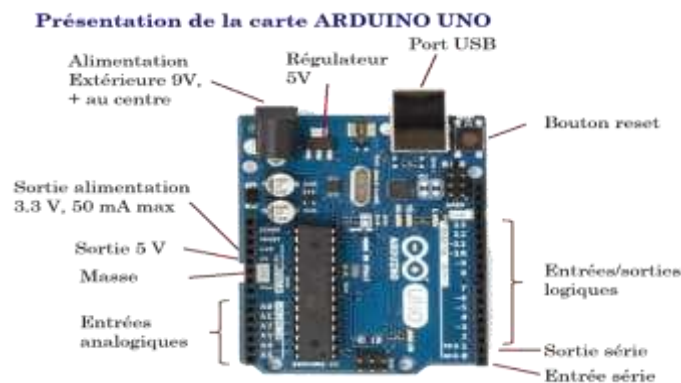 Présentation de la carte ARDUINO UNO
Port USB
Alimentation
Extérieure 9V,
+ au centre
Régulateur
5V
Bouton reset
Sortie alimentation
3.3 V, 50 mA max
Sortie 5 V
Masse
Entrées
analogiques
Entrées/sorties
logiques
Sortie série
Entrée série